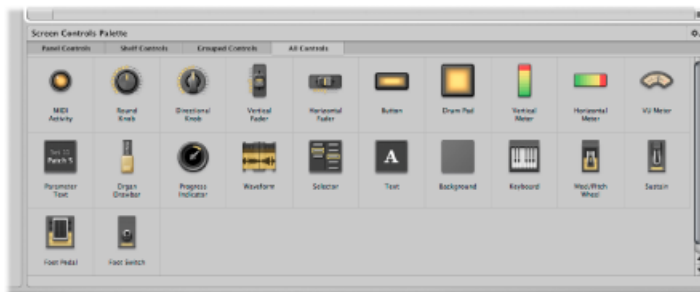 Screen Controls Palette
Panel Controls Shelf Controls Grouped Controls All Controls
MIDI Activity
Round Knob
Directional Knob
Vertical Fader
Horizontal Fader
Button
Drum Pad
Vertical Meter
Horizontal Meter
VU Meter
Patch 5
Parameter Text
Organ Drawbar
Progress Indicator
Waveform
Selector
A
Text
Background
Keyboard
Mod/Pitch Wheel
Sustain
Foot Pedal
Foot Switch